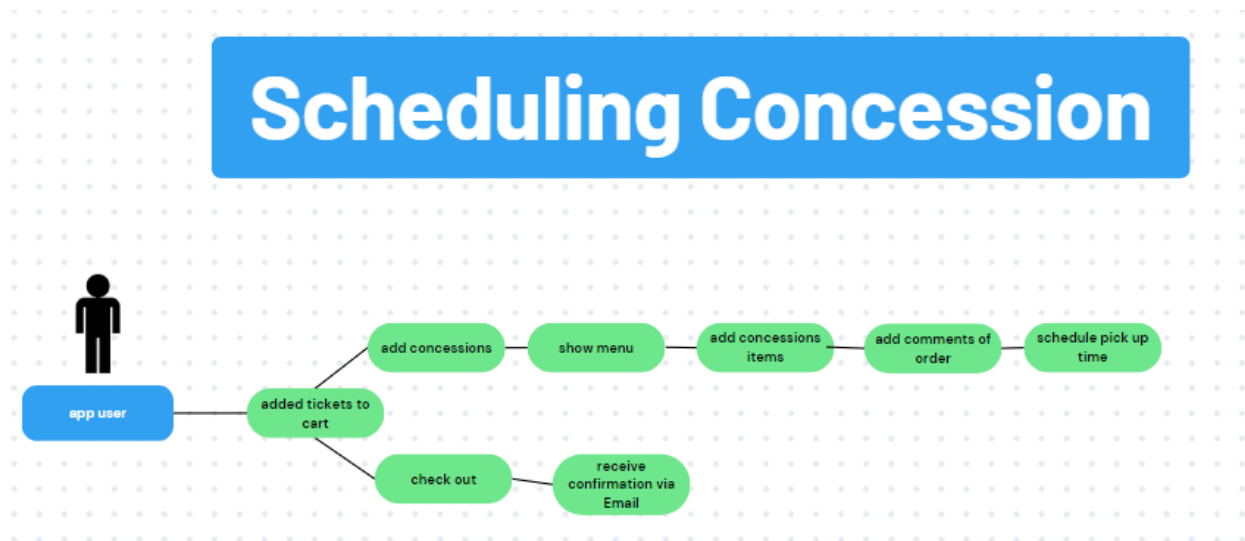 Scheduling Concession
add concessions
show menu
add concessions
items
add comments of
order
schedule pick up
time
app user
added tickets to
cart
check out
receive
confirmation via
Email